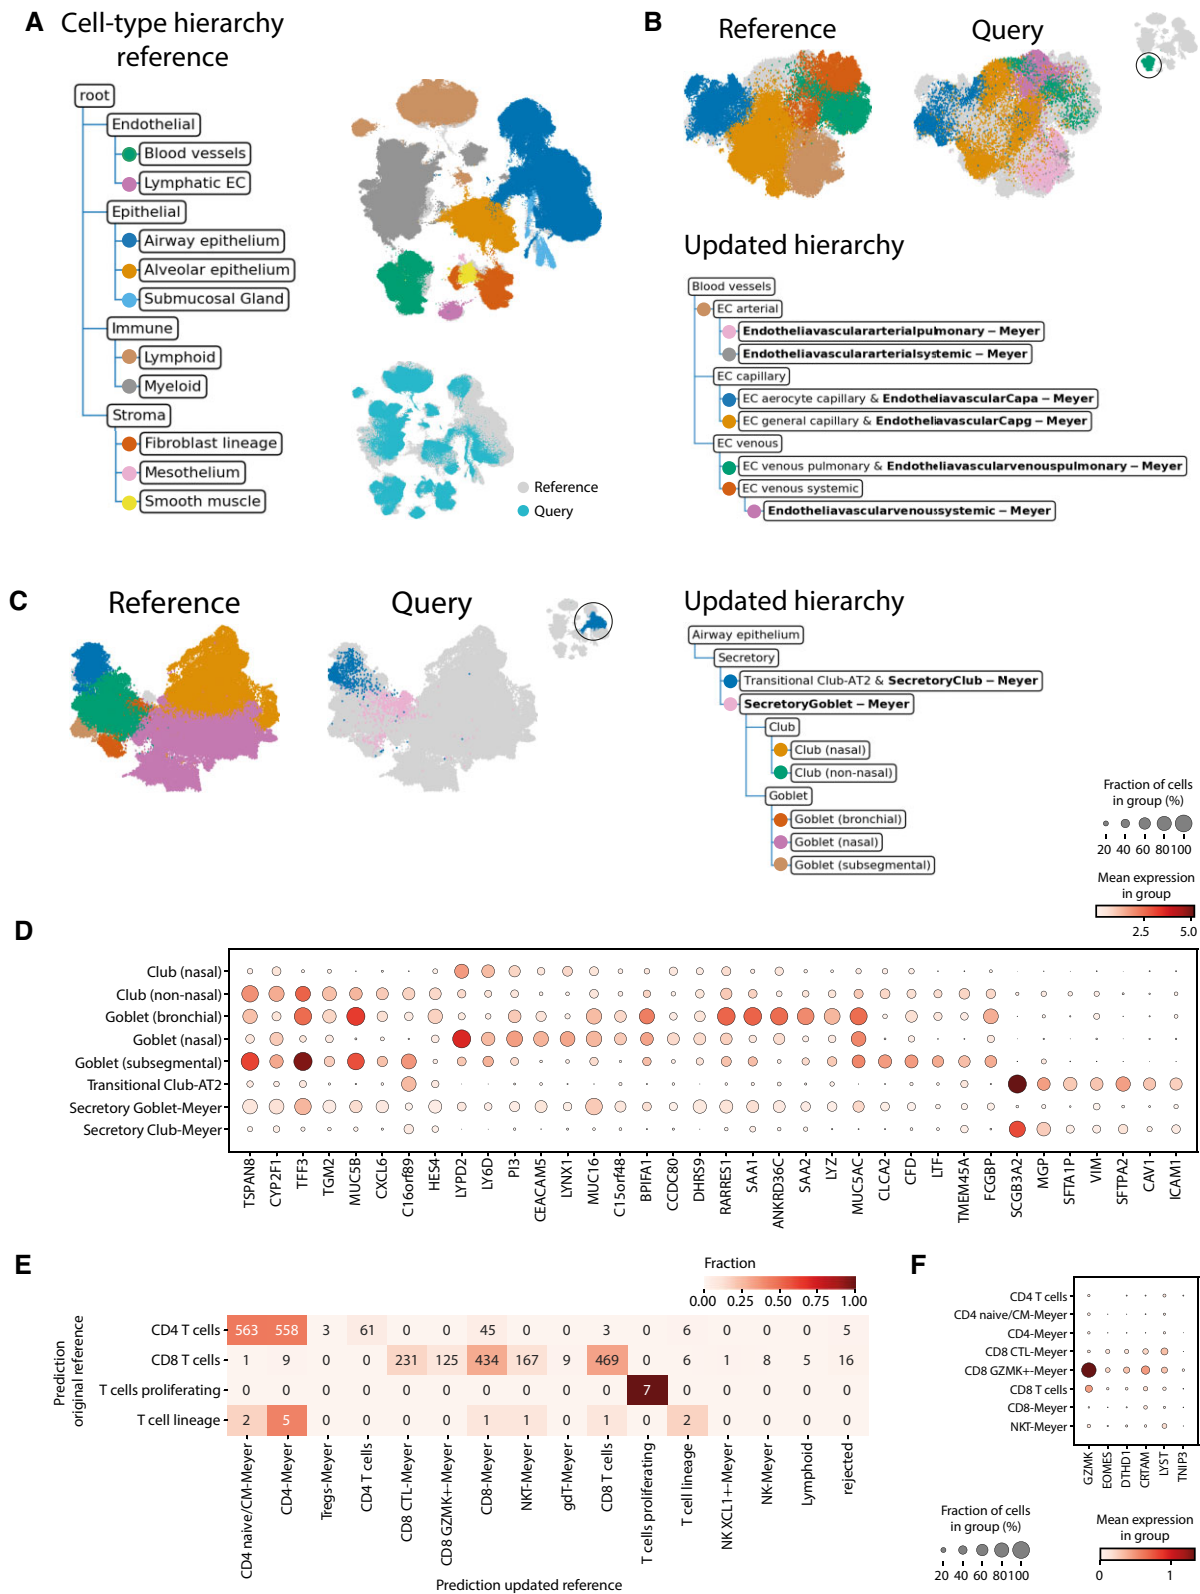 A Cell-type hierarchy
reference
root
Endothelial
Blood vessels
Lymphatic EC
Epithelial
Airway epithelium
Alveolar epithelium
Submucosal Gland
Immune
Lymphoid
Myeloid
Stroma
Fibroblast lineage
Mesothelium
Smooth muscle
Reference
Query
B
Reference Query
Updated hierarchy
Blood vessels
EC arterial
Endotheliavasculararterialpulmonary – Meyer
Endotheliavasculararterialsystemic – Meyer
EC capillary
EC aerocyte capillary & EndotheliavascularCapa – Meyer
EC general capillary & EndotheliavascularCapg – Meyer
EC venous
EC venous pulmonary & Endotheliavascularvenouspulmonary – Meyer
EC venous systemic
Endotheliavascularvenoussystemic – Meyer
C
Reference Query
Updated hierarchy
Airway epithelium
Secretory
Transitional Club-AT2 & SecretoryClub – Meyer
SecretoryGoblet – Meyer
Club
Club (nasal)
Club (non-nasal)
Goblet
Goblet (bronchial)
Goblet (nasal)
Goblet (subsegmental)
Fraction of cells
in group (%)
20 40 60 80 100
Mean expression
in group
2.5 5.0
D
Club (nasal)
Club (non-nasal)
Goblet (bronchial)
Goblet (nasal)
Goblet (subsegmental)
Transitional Club-AT2
Secretory Goblet-Meyer
Secretory Club-Meyer
TSPAN8
CYP2F1
TFF3
TGM2
MUC5B
CXCL6
C16orf89
HES4
LYPD2
LY6D
PI3
CEACAM5
LYNX1
MUC16
C15orf48
BPIFA1
CCDC80
DHRS9
RARRES1
SAA1
ANKRD36C
SAA2
LYZ
MUC5AC
CLCA2
CFD
LTF
TMEM45A
FCGBP
SCGB3A2
MGP
SFTA1P
VIM
SFTPA2
CAV1
ICAM1
E
Fraction
0.00 0.25 0.50 0.75 1.00
Prediction
original reference
CD4 T cells 563 558 3 61 0 0 45 0 0 3 0 6 0 0 0 5
CD8 T cells 1 9 0 0 231 125 434 167 9 469 0 6 1 8 5 16
T cells proliferating 0 0 0 0 0 0 0 0 0 0 7 0 0 0 0 0
T cell lineage 2 5 0 0 0 0 1 1 0 1 0 2 0 0 0 0
CD4 naive/CM-Meyer
CD4-Meyer
Tregs-Meyer
CD4 T cells
CD8 CTL-Meyer
CD8 GZMK+-Meyer
CD8-Meyer
NKT-Meyer
gdT-Meyer
CD8 T cells
T cells proliferating
T cell lineage
NK XCL1+-Meyer
NK-Meyer
Lymphoid
rejected
Prediction updated reference
F
CD4 T cells
CD4 naive/CM-Meyer
CD4-Meyer
CD8 CTL-Meyer
CD8 GZMK+-Meyer
CD8 T cells
CD8-Meyer
NKT-Meyer
GZMK
EOMES
DTHD1
CRTAM
LYST
TNIP3
Fraction of cells
in group (%)
20 40 60 80 100
Mean expression
in group
0 1